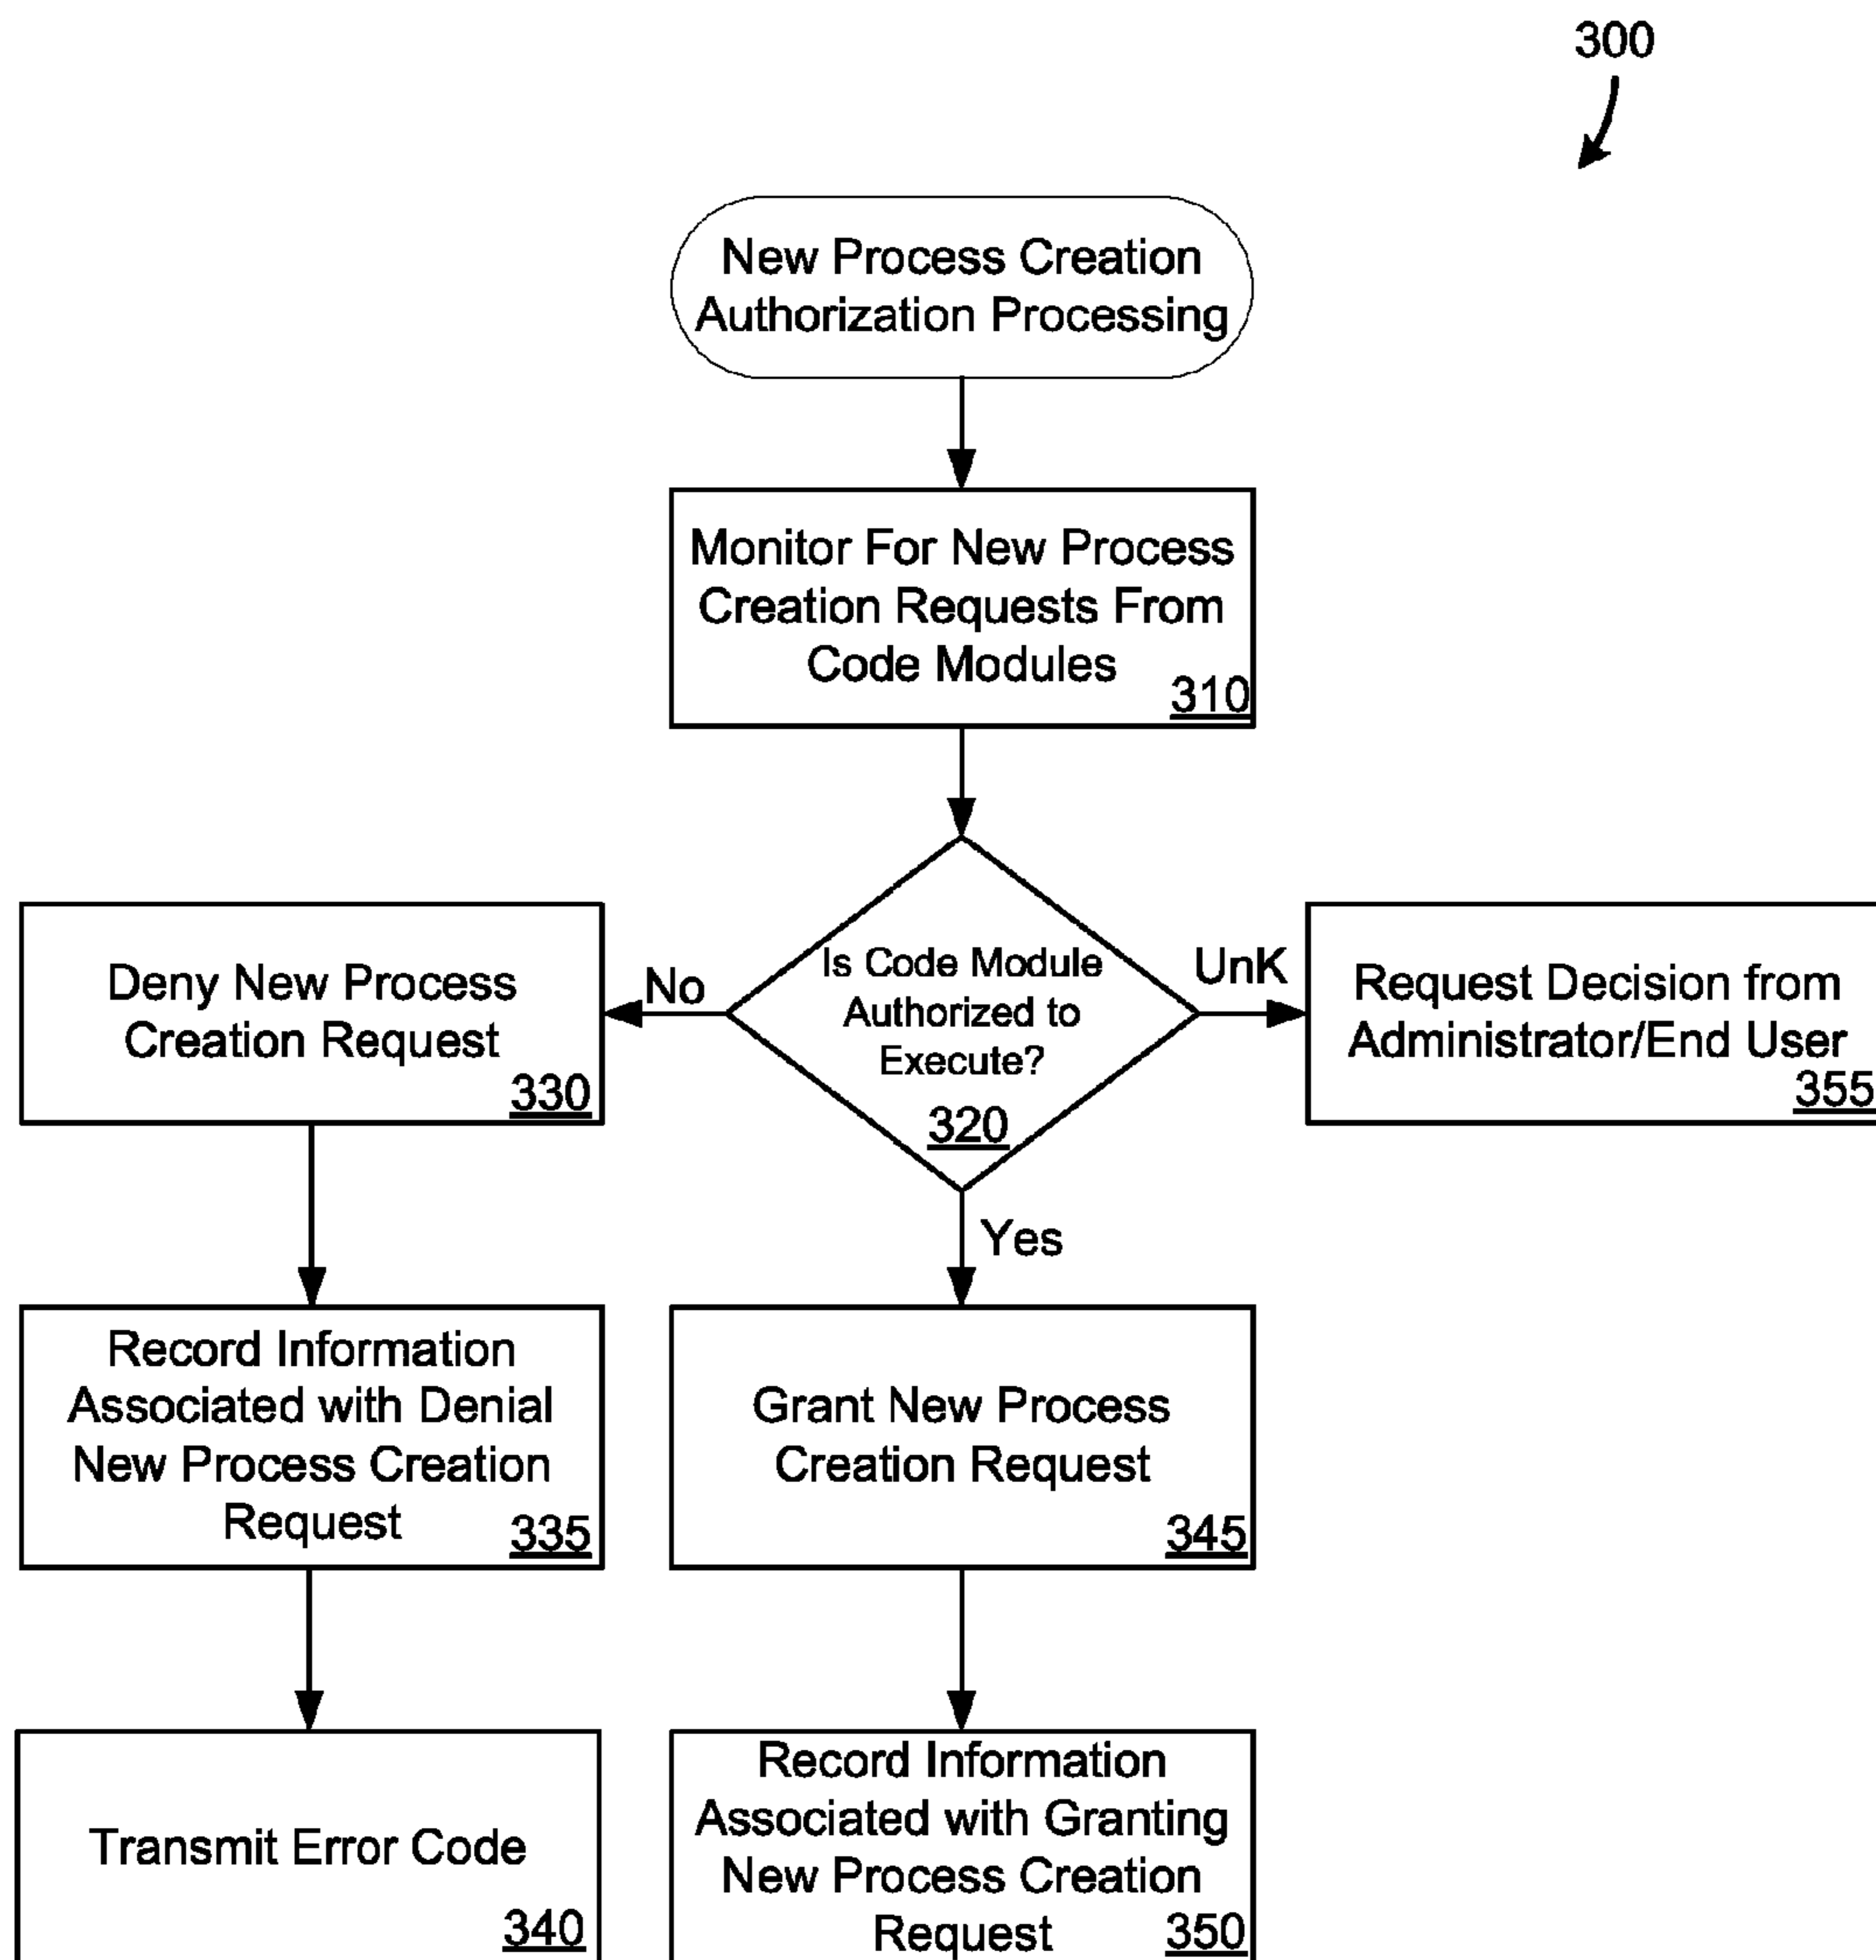 300
New Process Creation
Authorization Processing
Monitor For New Process
Creation Requests From
Code Modules
310
Is Code Module
Authorized to
Execute?
320
No
UnK
Yes
Deny New Process
Creation Request
330
Request Decision from
Administrator/End User
355
Record Information
Associated with Denial
New Process Creation
Request
335
Grant New Process
Creation Request
345
Transmit Error Code
340
Record Information
Associated with Granting
New Process Creation
Request
350